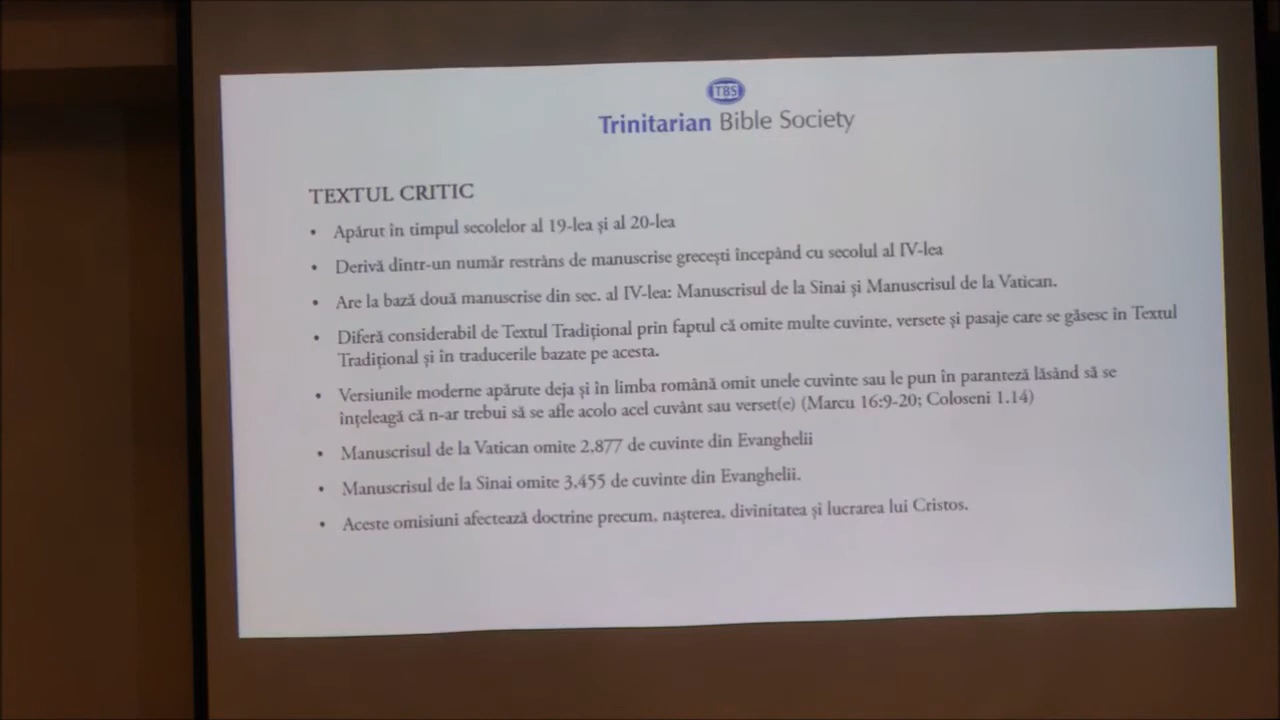 TBS
Trinitarian Bible Society
TEXTUL CRITIC
• Apărut în timpul secolelor al 19-lea și al 20-lea
• Derivă dintr-un număr restrâns de manuscrise grecești începând cu secolul al IV-lea
• Are la bază două manuscrise din sec. al IV-lea: Manuscrisul de la Sinai și Manuscrisul de la Vatican.
• Diferă considerabil de Textul Tradițional prin faptul că omite multe cuvinte, versete și pasaje care se găsesc în Textul
Tradițional și în traducerile bazate pe acesta.
• Versiunile moderne apărute deja și în limba română omit unele cuvinte sau le pun în paranteză lăsând să se
înțeleagă că n-ar trebui să se afle acolo acel cuvânt sau verset(e) (Marcu 16:9-20; Coloseni 1.14)
• Manuscrisul de la Vatican omite 2,877 de cuvinte din Evanghelii
• Manuscrisul de la Sinai omite 3,455 de cuvinte din Evanghelii.
• Aceste omisiuni afectează doctrine precum, nașterea, divinitatea și lucrarea lui Cristos.